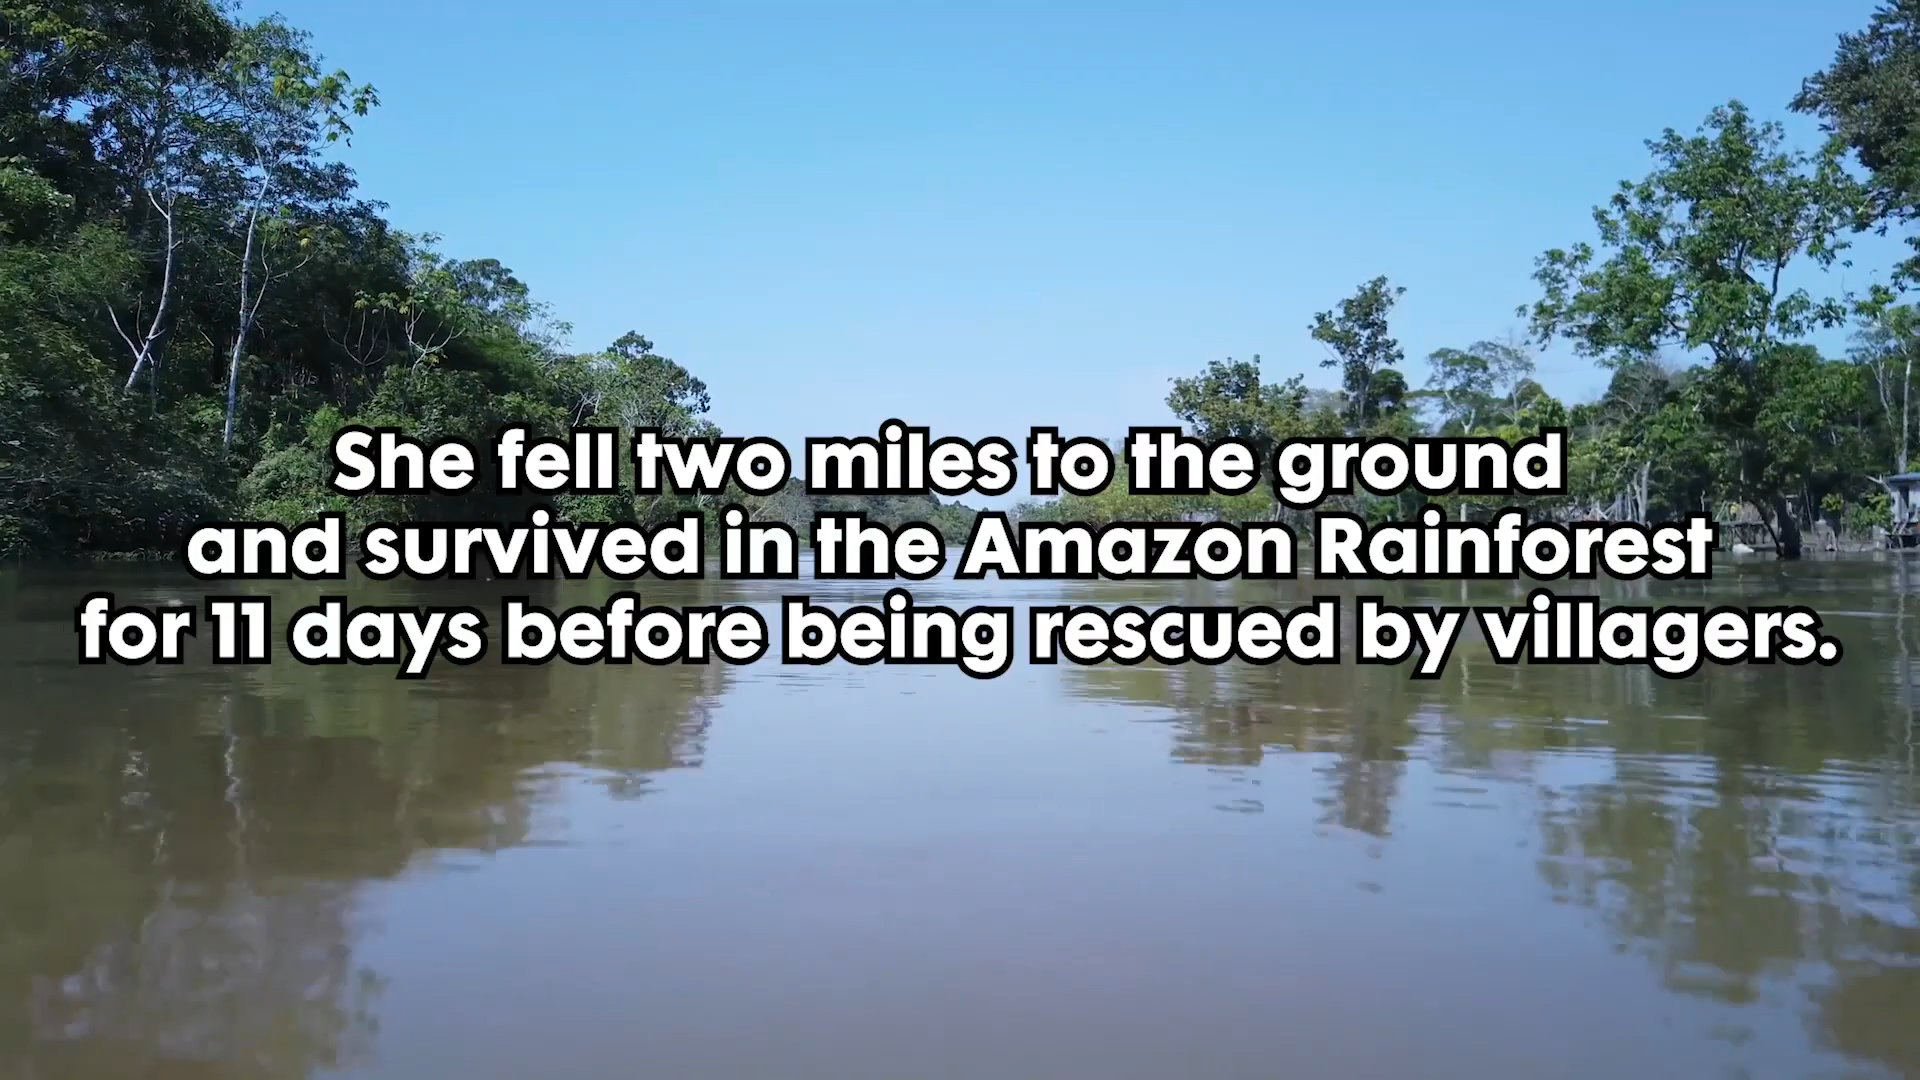 She fell two miles to the ground
and survived in the Amazon Rainforest
for 11 days before being rescued by villagers.